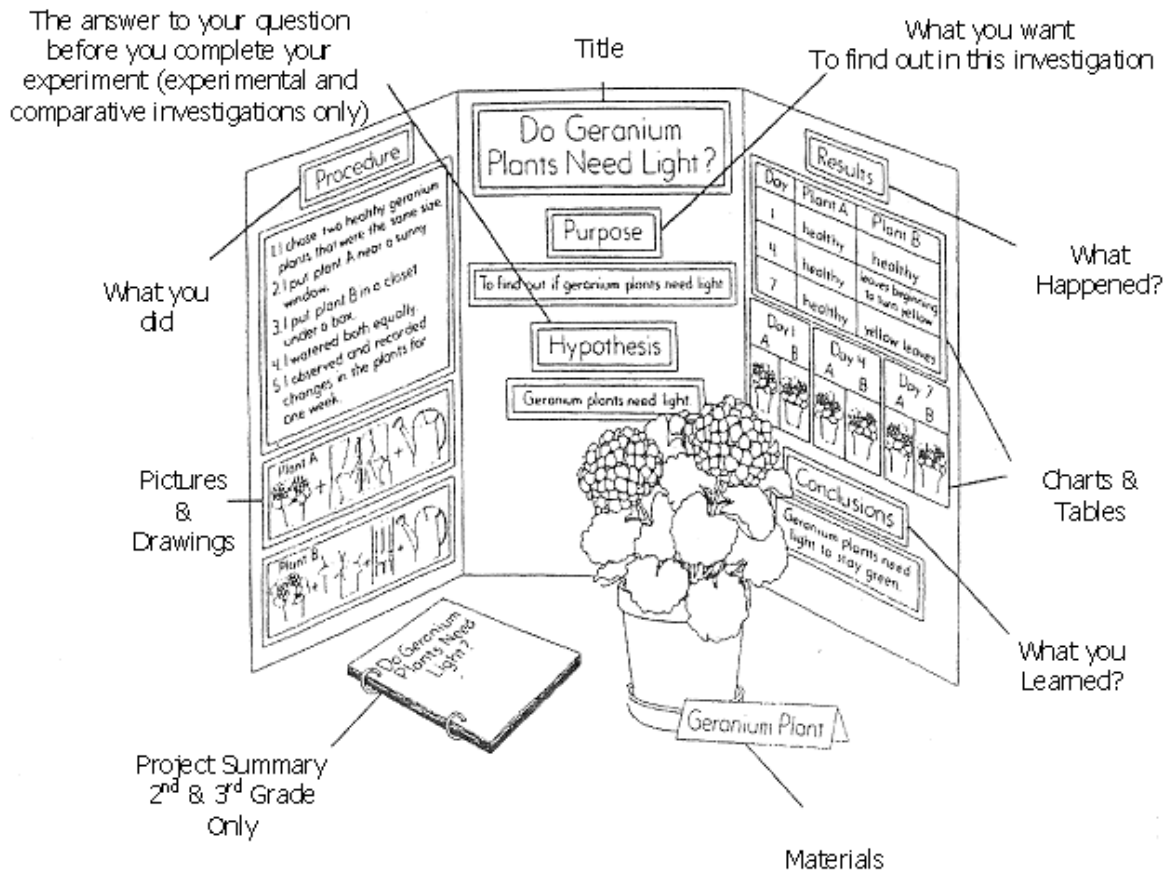 The answer to your question
before you complete your
experiment (experimental and
comparative investigations only)
Title
What you want
To find out in this investigation
Procedure
1. I chose two healthy geranium
plants that were the same size.
2. I put plant A near a sunny
window.
3. I put plant B in a closet
under a box.
4. I watered both equally.
5. I observed and recorded
changes in the plants for
one week.
What you
did
Plant A
+
+
Plant B
+
+
+
Pictures
&
Drawings
Do Geranium
Plants Need Light?
Purpose
To find out if geranium plants need light
Hypothesis
Geranium plants need light.
Results
Day Plant A Plant B
1 healthy healthy
4 healthy leaves beginning
to turn yellow
7 healthy yellow leaves
Day 1 Day 4 Day 7
A B A B A B
What
Happened?
Charts &
Tables
Conclusions
Geranium plants need
light to stay green.
What you
Learned?
Do Geranium
Plants Need
Light?
Project Summary
2nd & 3rd Grade
Only
Geranium Plant
Materials